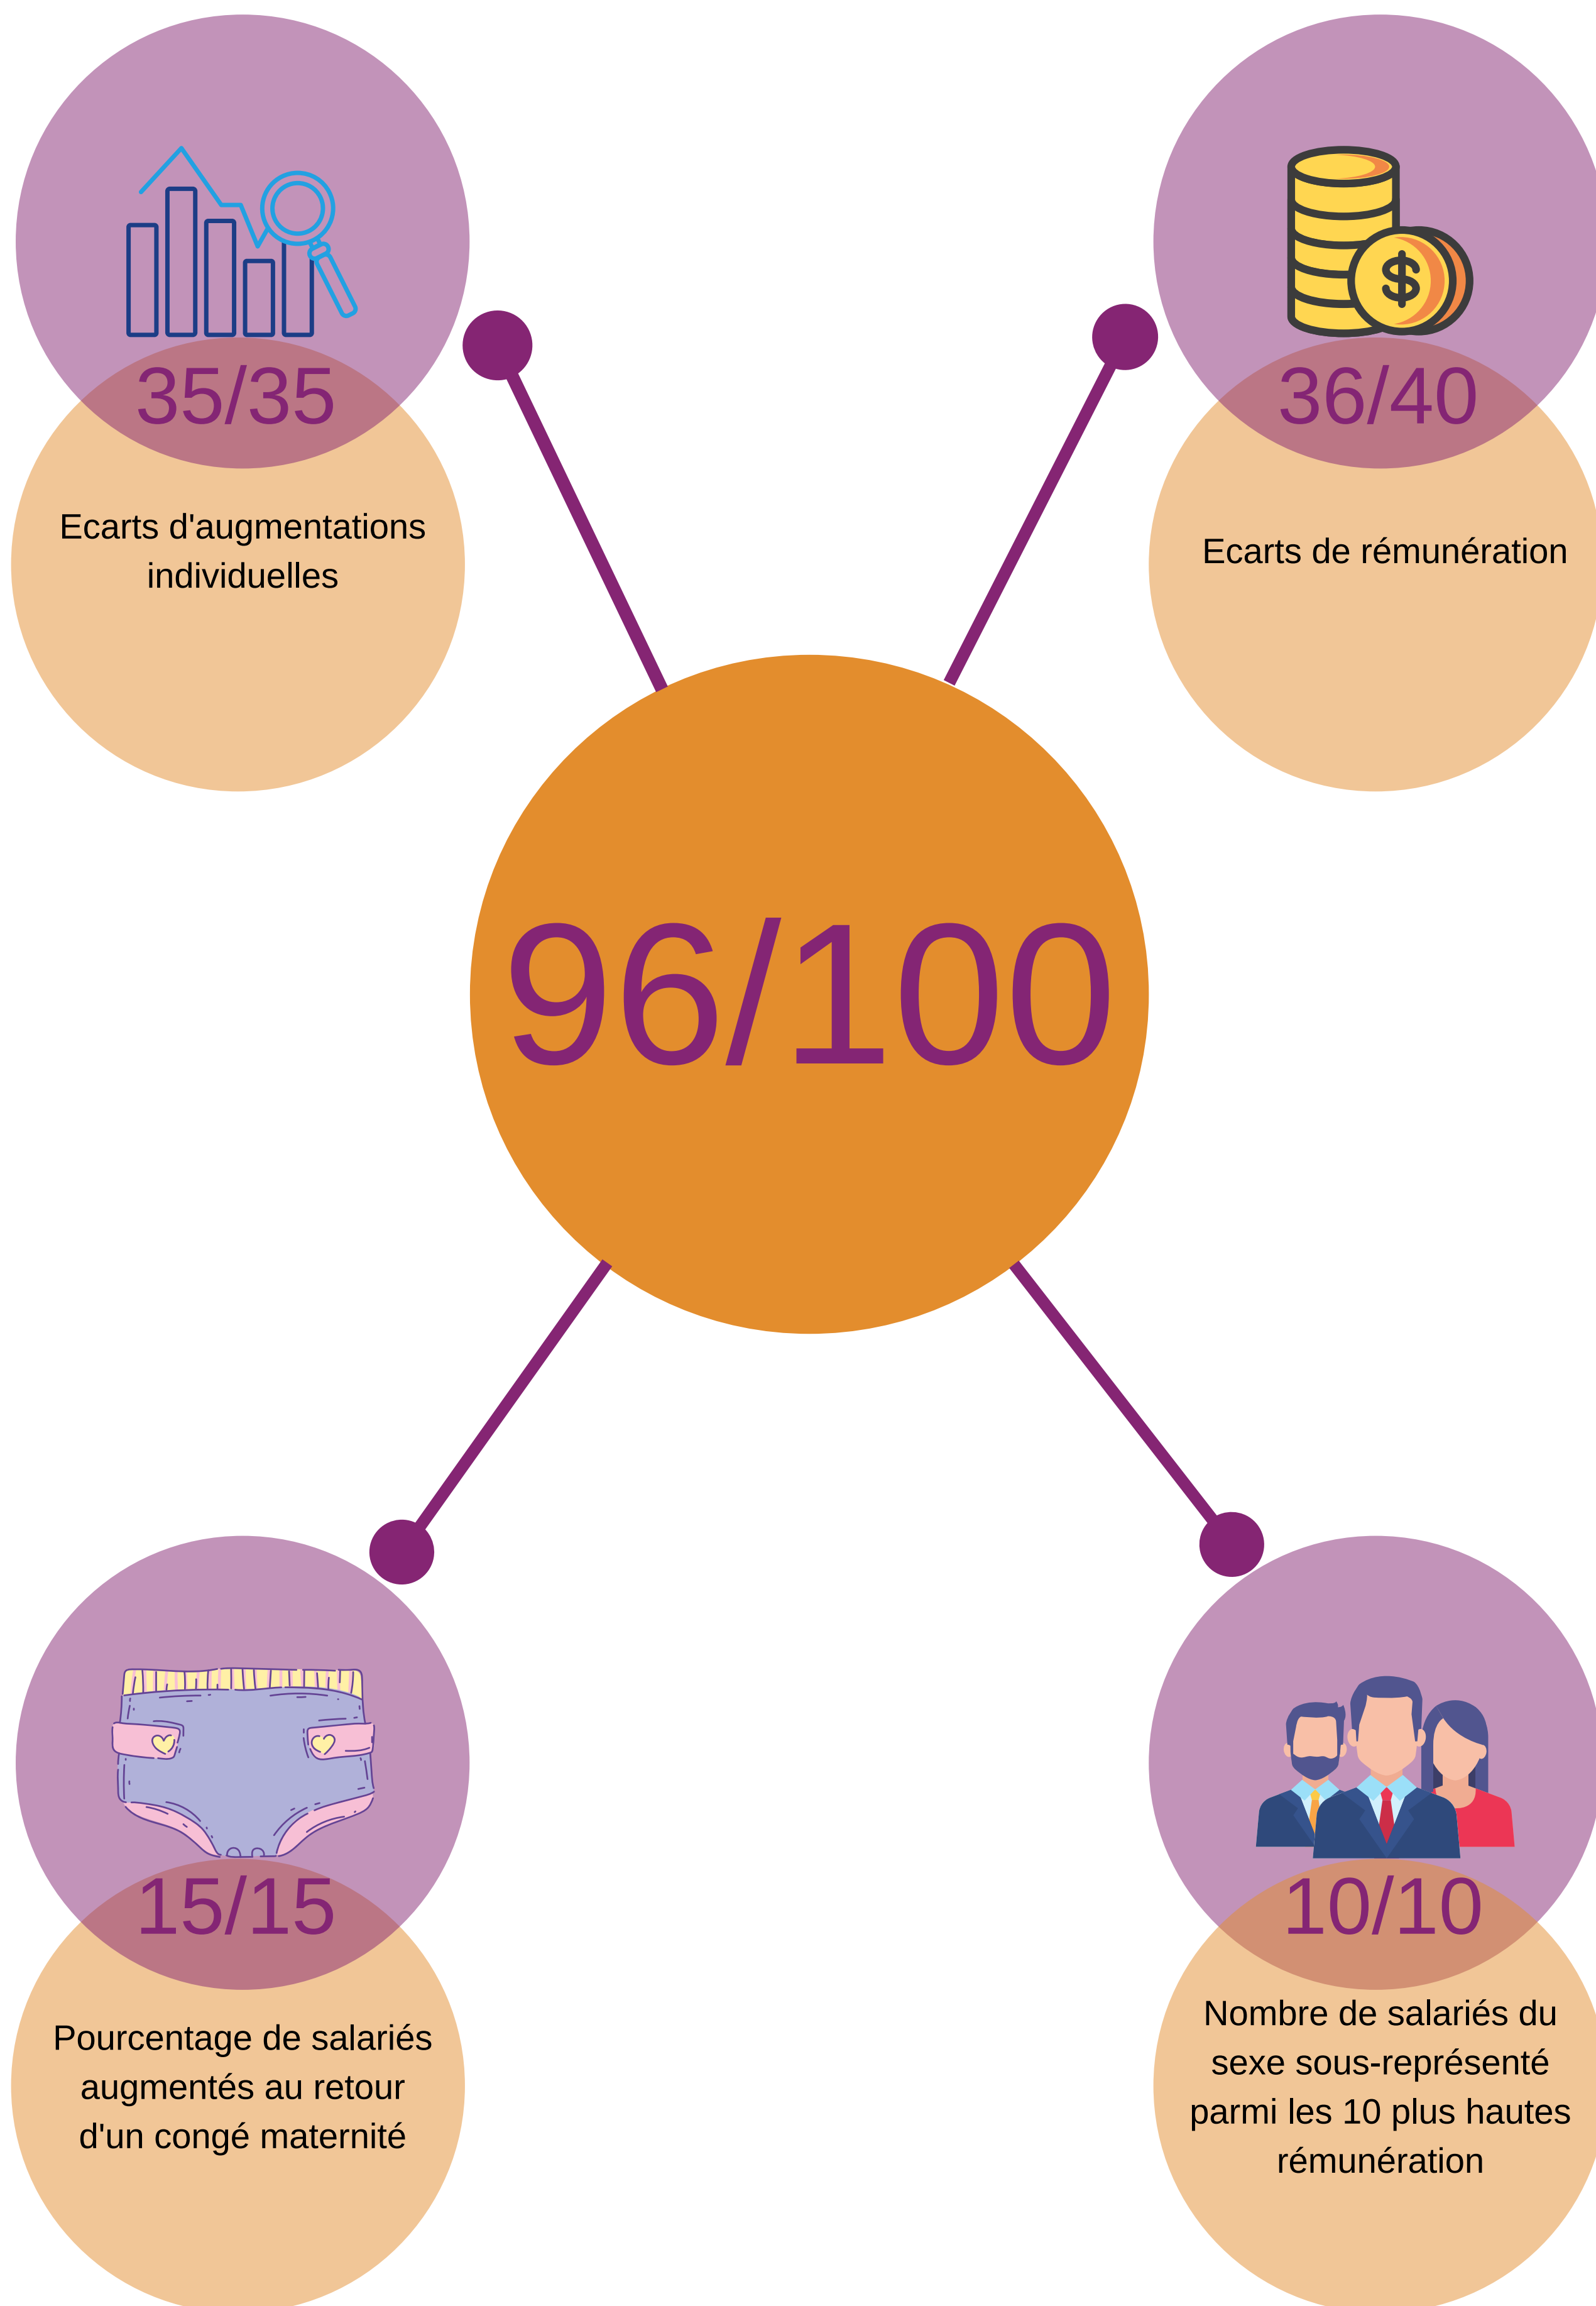 35/35
Ecarts d'augmentations
individuelles
36/40
Ecarts de rémunération
96/100
15/15
Pourcentage de salariés
augmentés au retour
d'un congé maternité
10/10
Nombre de salariés du
sexe sous-représenté
parmi les 10 plus hautes
rémunération